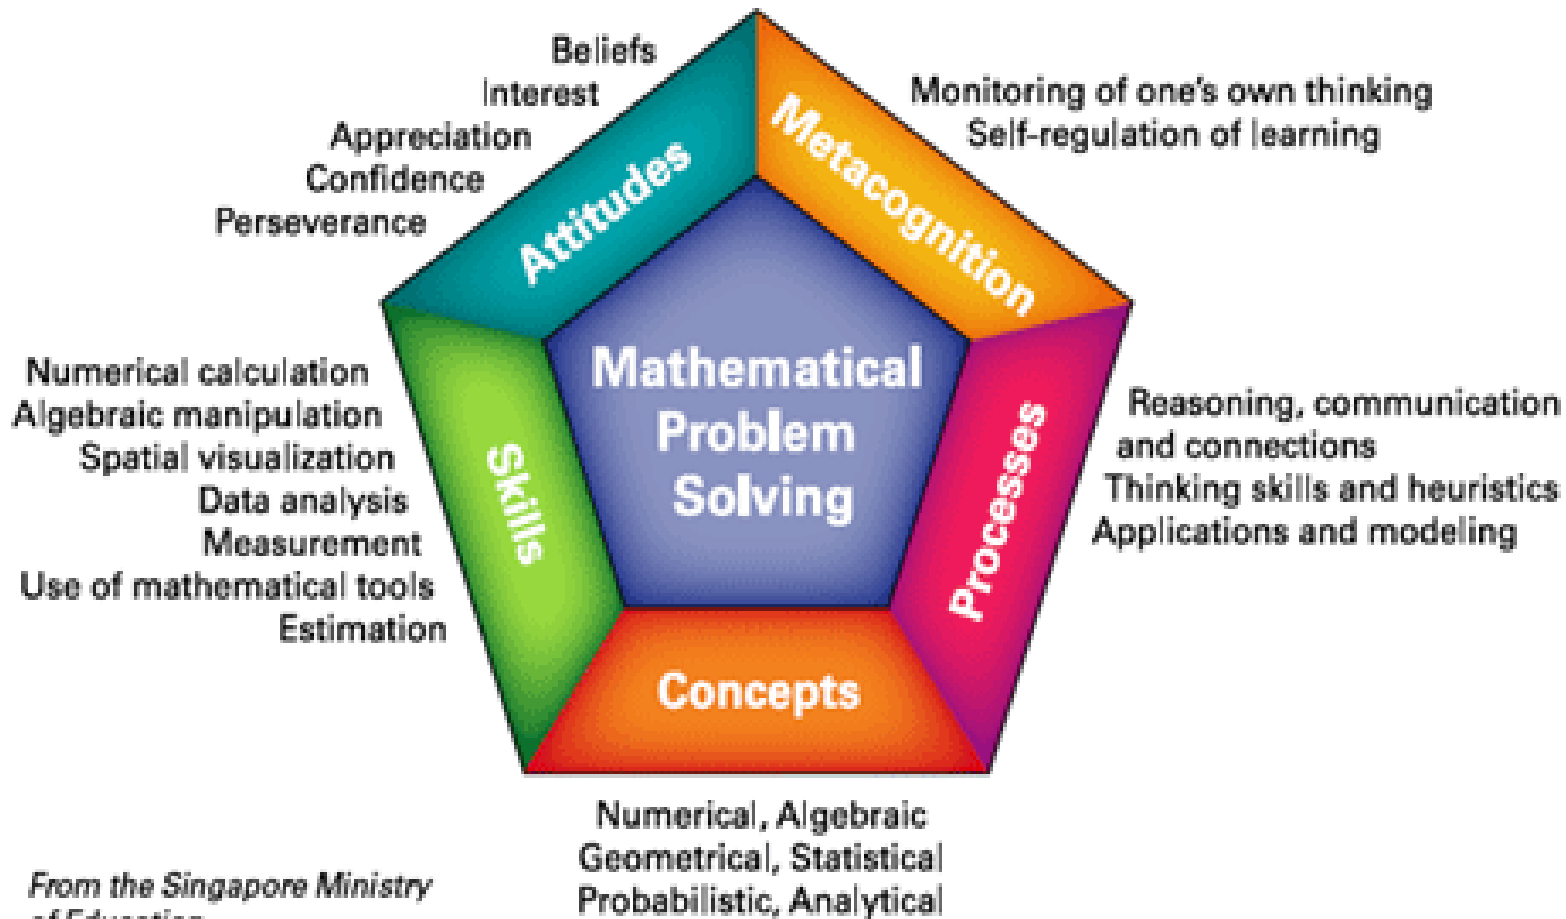 Beliefs
Interest
Appreciation
Confidence
Perseverance
Attitudes
Metacognition
Monitoring of one's own thinking
Self-regulation of learning
Numerical calculation
Algebraic manipulation
Spatial visualization
Data analysis
Measurement
Use of mathematical tools
Estimation
Skills
Mathematical
Problem
Solving
Processes
Reasoning, communication
and connections
Thinking skills and heuristics
Applications and modeling
Concepts
Numerical, Algebraic
Geometrical, Statistical
Probabilistic, Analytical
From the Singapore Ministry
of Education